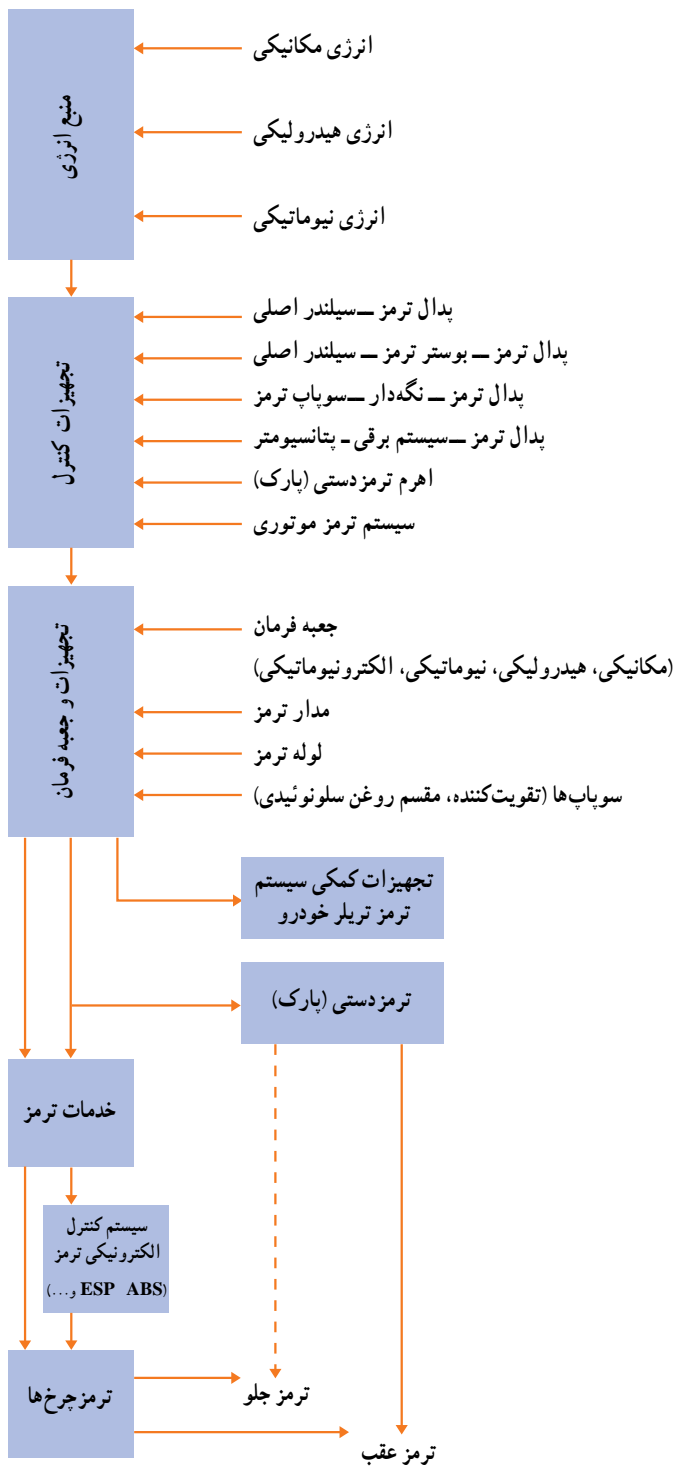 منبع انرژی
انرژی مکانیکی
انرژی هیدرولیکی
انرژی نیوماتیکی
تجهیزات کنترل
پدال ترمز ــ سیلندر اصلی
پدال ترمز ــ بوستر ترمز ــ سیلندر اصلی
پدال ترمز ــ نگه‌دار ــ سوپاپ ترمز
پدال ترمز ــ سیستم برقی - پتانسیومتر
اهرم ترمزدستی (پارک)
سیستم ترمز موتوری
تجهیزات و جعبه فرمان
جعبه فرمان
(مکانیکی، هیدرولیکی، نیوماتیکی، الکترونیوماتیکی)
مدار ترمز
لوله ترمز
سوپاپ‌ها (تقویت‌کننده، مقسم روغن سلونوئیدی)
تجهیزات کمکی سیستم
ترمز تریلر خودرو
ترمزدستی (پارک)
خدمات ترمز
سیستم کنترل
الکترونیکی ترمز
(ESP ABS و...)
ترمزچرخ‌ها
ترمز جلو
ترمز عقب